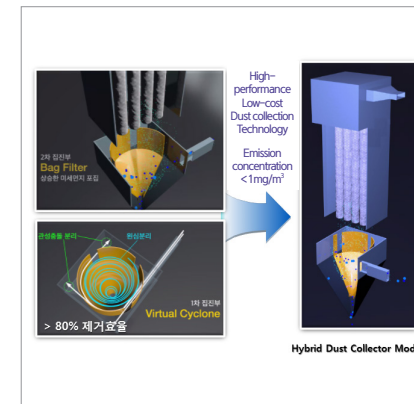 High-
performance
Low-cost
Dust collection
Technology
Emission
concentration
<1mg/m³
2차 집진부
Bag Filter
상승한 미세먼지 포집
관성충돌 분리
원심분리
1차 집진부
Virtual Cyclone
> 80% 제거효율
Hybrid Dust Collector Mod